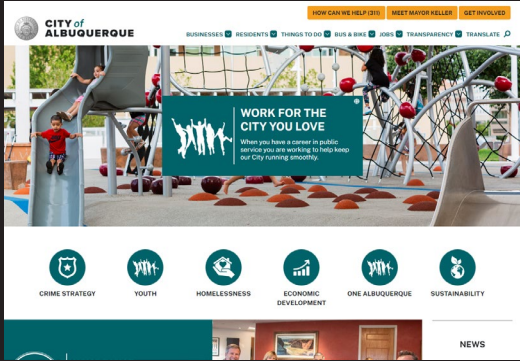 HOW CAN WE HELP (311) MEET MAYOR KELLER GET INVOLVED
CITY of
ALBUQUERQUE
BUSINESSES RESIDENTS THINGS TO DO BUS & BIKE JOBS TRANSPARENCY TRANSLATE
WORK FOR THE
CITY YOU LOVE
When you have a career in public
service you are working to help keep
our City running smoothly.
CRIME STRATEGY YOUTH HOMELESSNESS ECONOMIC
DEVELOPMENT ONE ALBUQUERQUE SUSTAINABILITY
NEWS